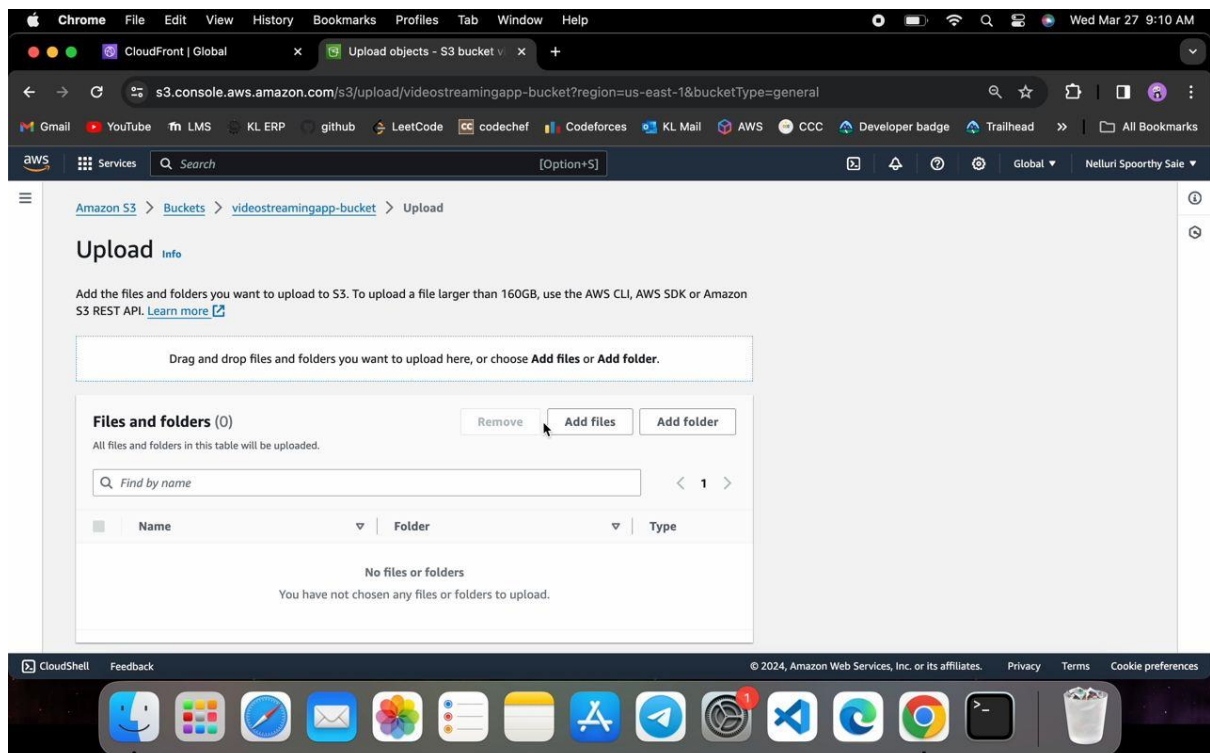 Chrome File Edit View History Bookmarks Profiles Tab Window Help Wed Mar 27 9:10 AM
CloudFront | Global Upload objects - S3 bucket v
s3.console.aws.amazon.com/s3/upload/videostreamingapp-bucket?region=us-east-1&bucketType=general
Gmail YouTube LMS KL ERP github LeetCode CC codechef Codeforces KL Mail AWS CCC Developer badge Trailhead » All Bookmarks
aws Services Search [Option+S] Global Nelluri Spoorthy Saie
Amazon S3 > Buckets > videostreamingapp-bucket > Upload
Upload Info
Add the files and folders you want to upload to S3. To upload a file larger than 160GB, use the AWS CLI, AWS SDK or Amazon
S3 REST API. Learn more
Drag and drop files and folders you want to upload here, or choose Add files or Add folder.
Files and folders (0) Remove Add files Add folder
All files and folders in this table will be uploaded.
Find by name < 1 >
Name Folder Type
No files or folders
You have not chosen any files or folders to upload.
CloudShell Feedback © 2024, Amazon Web Services, Inc. or its affiliates. Privacy Terms Cookie preferences
1